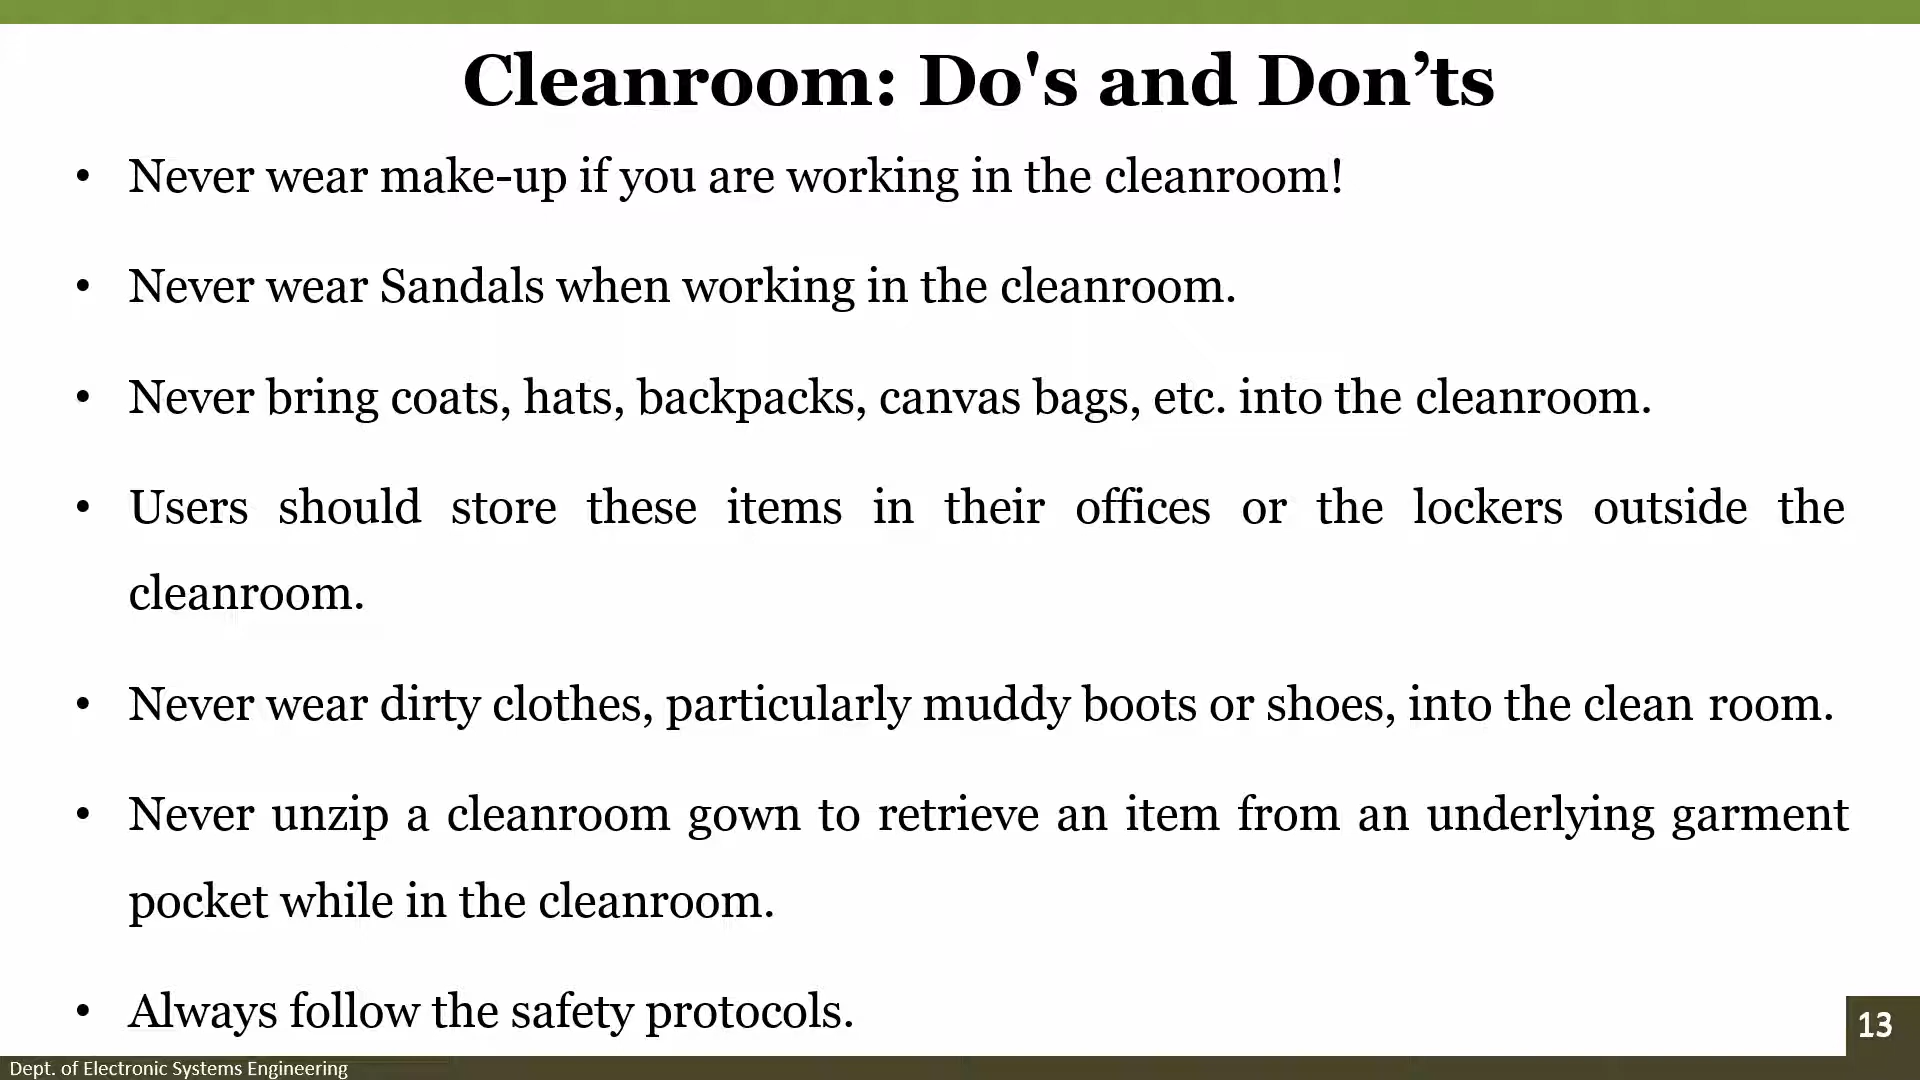 Cleanroom: Do's and Don’ts
• Never wear make-up if you are working in the cleanroom!
• Never wear Sandals when working in the cleanroom.
• Never bring coats, hats, backpacks, canvas bags, etc. into the cleanroom.
• Users should store these items in their offices or the lockers outside the
cleanroom.
• Never wear dirty clothes, particularly muddy boots or shoes, into the clean room.
• Never unzip a cleanroom gown to retrieve an item from an underlying garment
pocket while in the cleanroom.
• Always follow the safety protocols.
13
Dept. of Electronic Systems Engineering